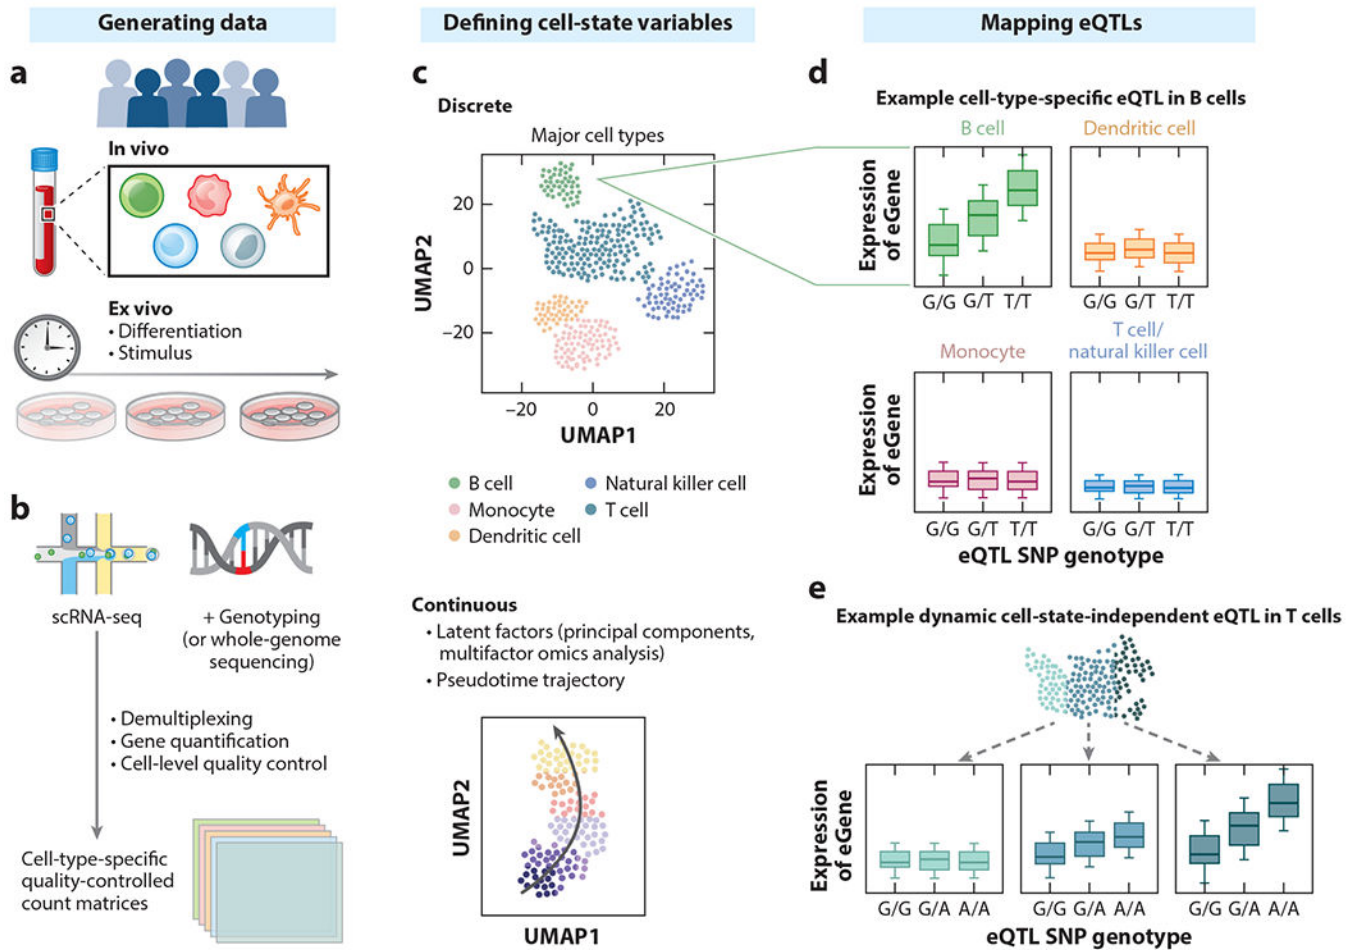 Generating data
a
In vivo
Ex vivo
• Differentiation
• Stimulus
b
scRNA-seq
+ Genotyping
(or whole-genome
sequencing)
• Demultiplexing
• Gene quantification
• Cell-level quality control
Cell-type-specific
quality-controlled
count matrices
Defining cell-state variables
c
Discrete
Major cell types
UMAP2
20
0
−20
−20 0 20
UMAP1
B cell
Monocyte
Dendritic cell
Natural killer cell
T cell
Continuous
• Latent factors (principal components,
multifactor omics analysis)
• Pseudotime trajectory
UMAP2
UMAP1
Mapping eQTLs
d
Example cell-type-specific eQTL in B cells
B cell
Expression
of eGene
G/G G/T T/T
Dendritic cell
G/G G/T T/T
Monocyte
Expression
of eGene
G/G G/T T/T
T cell/
natural killer cell
G/G G/T T/T
eQTL SNP genotype
e
Example dynamic cell-state-independent eQTL in T cells
Expression
of eGene
G/G G/A A/A
G/G G/A A/A
G/G G/A A/A
eQTL SNP genotype